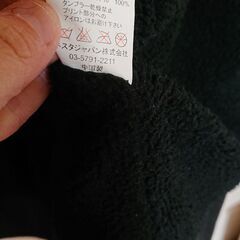 100%
タンブラー乾燥禁止
プリント部分への
アイロンはお避け下さい
スタジャパン株式会社
03-5791-2211
中国製